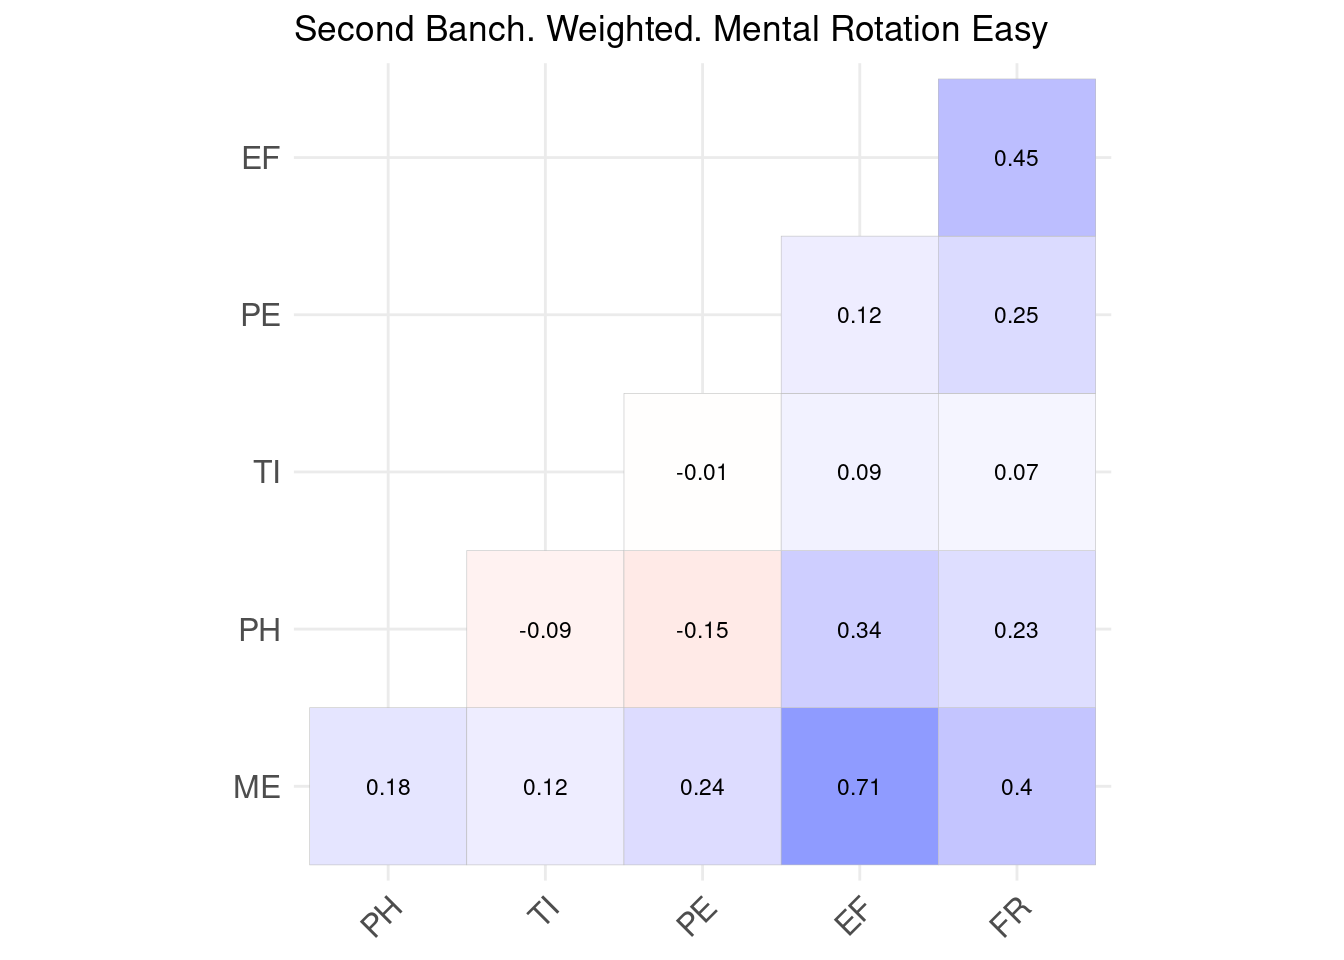 Second Banch. Weighted. Mental Rotation Easy
EF 0.45
PE 0.12 0.25
TI -0.01 0.09 0.07
PH -0.09 -0.15 0.34 0.23
ME 0.18 0.12 0.24 0.71 0.4
PH TI PE EF FR